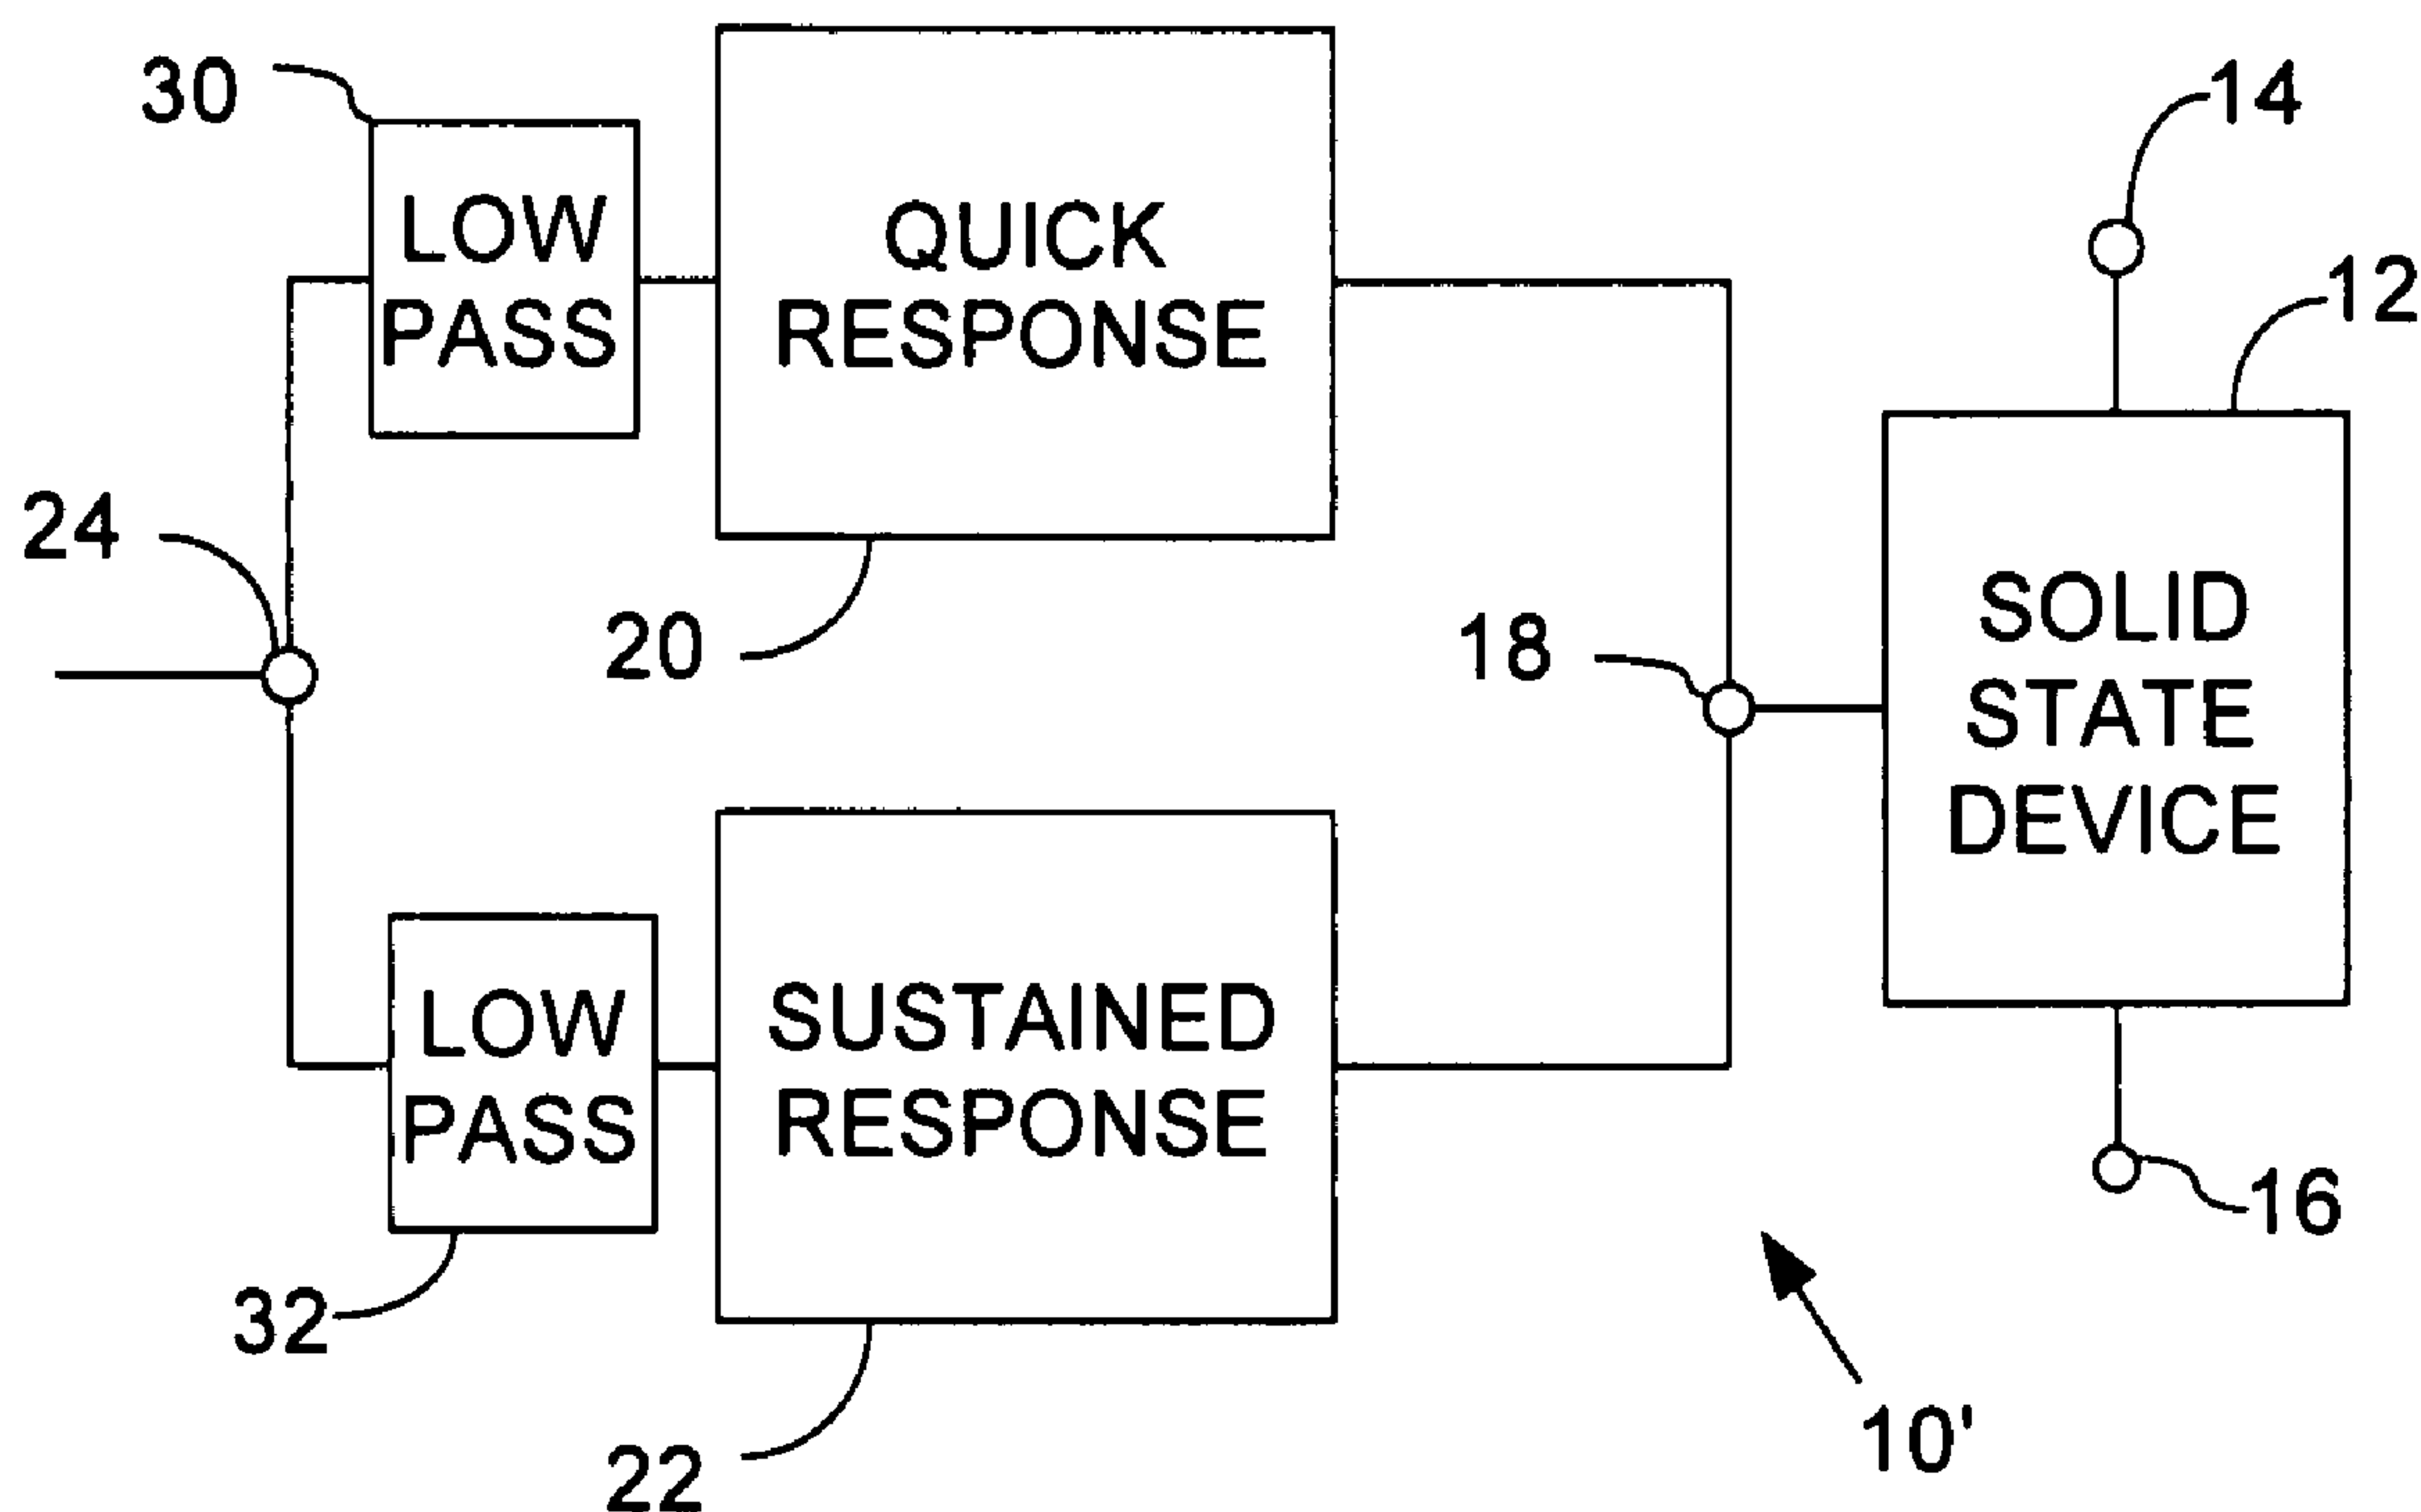 30
LOW
PASS
QUICK
RESPONSE
14
12
24
20
18
SOLID
STATE
DEVICE
LOW
PASS
SUSTAINED
RESPONSE
16
32
22
10'